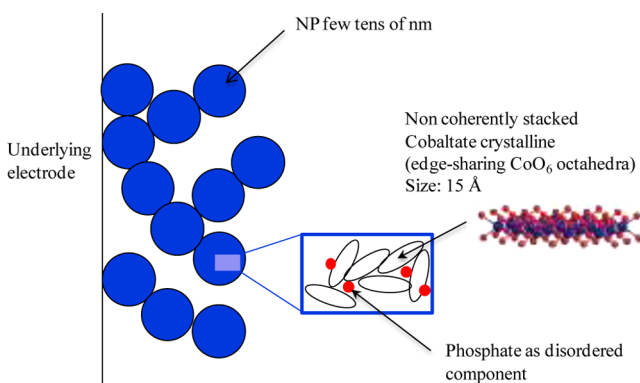 NP few tens of nm
Non coherently stacked
Cobaltate crystalline
(edge-sharing CoO₆ octahedra)
Size: 15 Å
Underlying
electrode
Phosphate as disordered
component